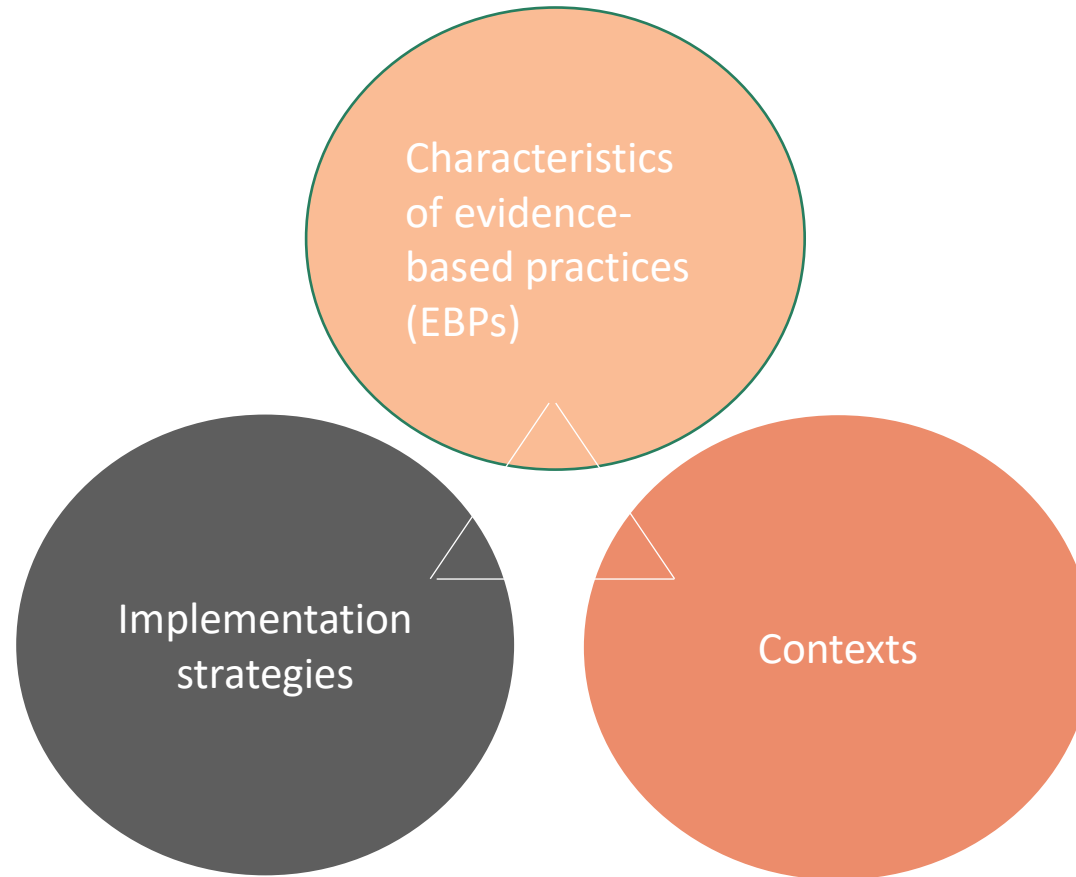 Characteristics
of evidence-
based practices
(EBPs)
Implementation
strategies
Contexts